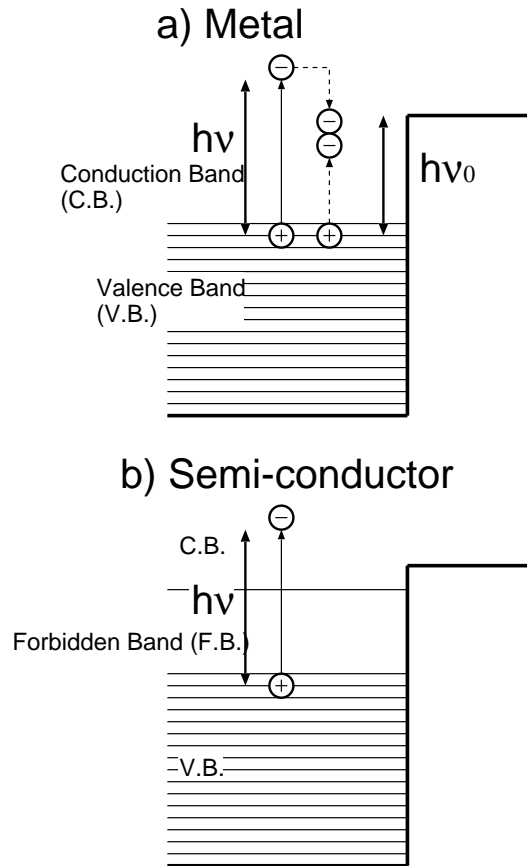 a) Metal
−
−
−
hν
hν0
Conduction Band
(C.B.)
+
+
Valence Band
(V.B.)
b) Semi-conductor
−
C.B.
hν
Forbidden Band (F.B.)
+
V.B.